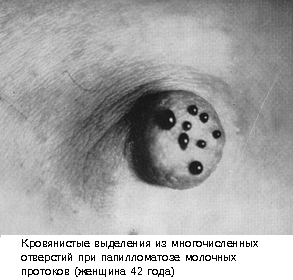 Кровянистые выделения из многочисленных
отверстий при папилломатозе молочных
протоков (женщина 42 года)